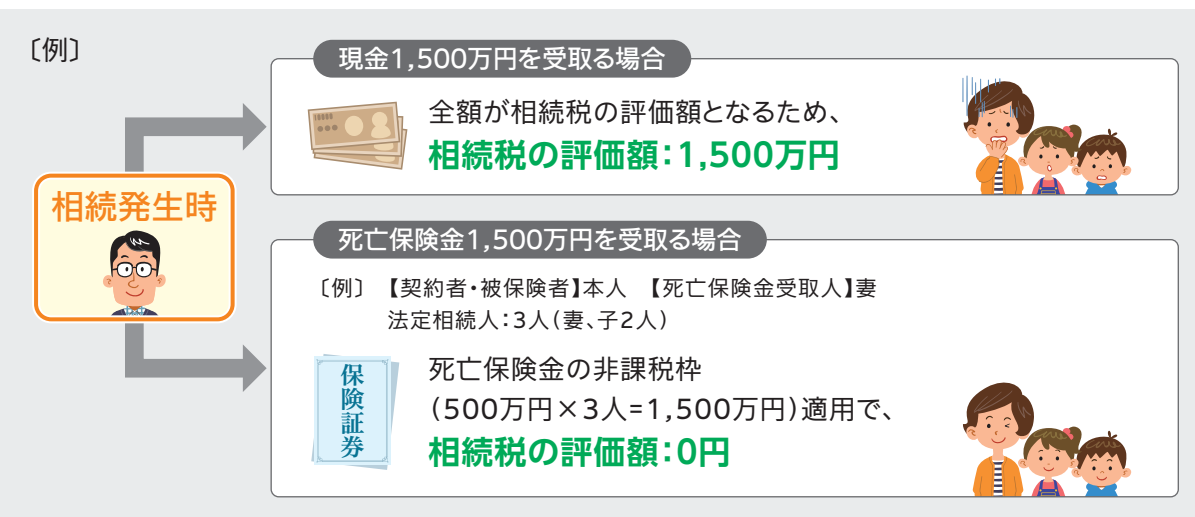 〔例〕
現金1,500万円を受取る場合
全額が相続税の評価額となるため、
相続税の評価額：1,500万円
相続発生時
死亡保険金1,500万円を受取る場合
〔例〕【契約者・被保険者】本人 【死亡保険金受取人】妻
法定相続人：3人（妻、子2人）
保険証券
死亡保険金の非課税枠
（500万円×3人=1,500万円）適用で、
相続税の評価額：0円